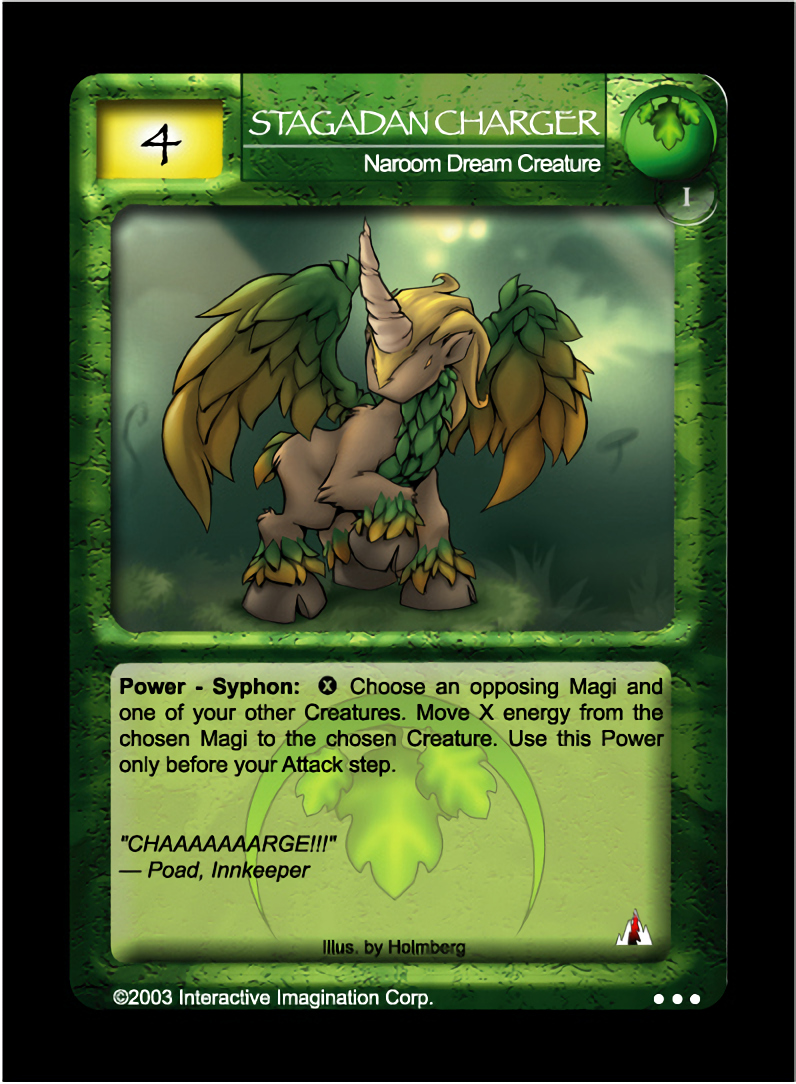 4
STAGADAN CHARGER
Naroom Dream Creature
I
Power - Syphon: Ⓧ Choose an opposing Magi and
one of your other Creatures. Move X energy from the
chosen Magi to the chosen Creature. Use this Power
only before your Attack step.
"CHAAAAAAARGE!!!"
— Poad, Innkeeper
Illus. by Holmberg
©2003 Interactive Imagination Corp.